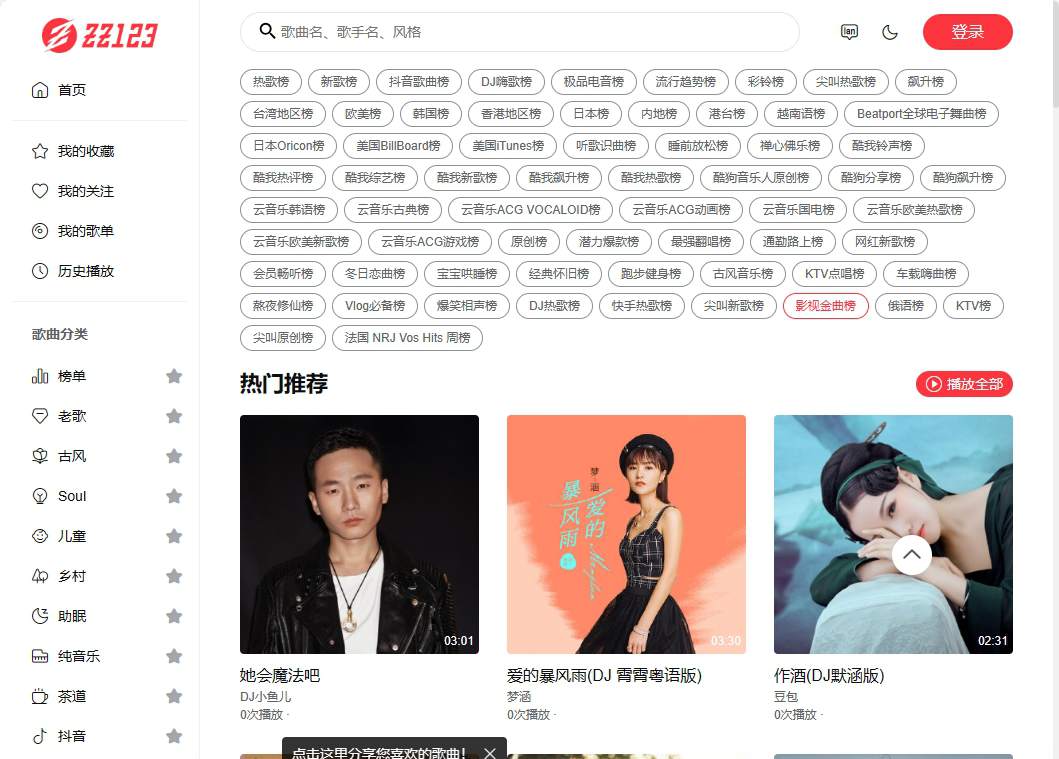 ZZ123
歌曲名、歌手名、风格
登录
首页
我的收藏
我的关注
我的歌单
历史播放
歌曲分类
榜单
老歌
古风
Soul
儿童
乡村
助眠
纯音乐
茶道
抖音
热歌榜 新歌榜 抖音歌曲榜 DJ嗨歌榜 极品电音榜 流行趋势榜 彩铃榜 尖叫热歌榜 飙升榜
台湾地区榜 欧美榜 韩国榜 香港地区榜 日本榜 内地榜 港台榜 越南语榜 Beatport全球电子舞曲榜
日本Oricon榜 美国BillBoard榜 美国iTunes榜 听歌识曲榜 睡前放松榜 禅心佛乐榜 酷我铃声榜
酷我热评榜 酷我综艺榜 酷我新歌榜 酷我飙升榜 酷我热歌榜 酷狗音乐人原创榜 酷狗分享榜 酷狗飙升榜
云音乐韩语榜 云音乐古典榜 云音乐ACG VOCALOID榜 云音乐ACG动画榜 云音乐国电榜 云音乐欧美热歌榜
云音乐欧美新歌榜 云音乐ACG游戏榜 原创榜 潜力爆款榜 最强翻唱榜 通勤路上榜 网红新歌榜
会员畅听榜 冬日恋曲榜 宝宝哄睡榜 经典怀旧榜 跑步健身榜 古风音乐榜 KTV点唱榜 车载嗨曲榜
熬夜修仙榜 Vlog必备榜 爆笑相声榜 DJ热歌榜 快手热歌榜 尖叫新歌榜 影视金曲榜 俄语榜 KTV榜
尖叫原创榜 法国 NRJ Vos Hits 周榜
热门推荐
播放全部
03:01
梦涵
爱的
暴风雨
03:30
02:31
她会魔法吧
DJ小鱼儿
0次播放 ·
爱的暴风雨(DJ 霄霄粤语版)
梦涵
0次播放 ·
作酒(DJ默涵版)
豆包
0次播放 ·
点击这里分享您喜欢的歌曲!